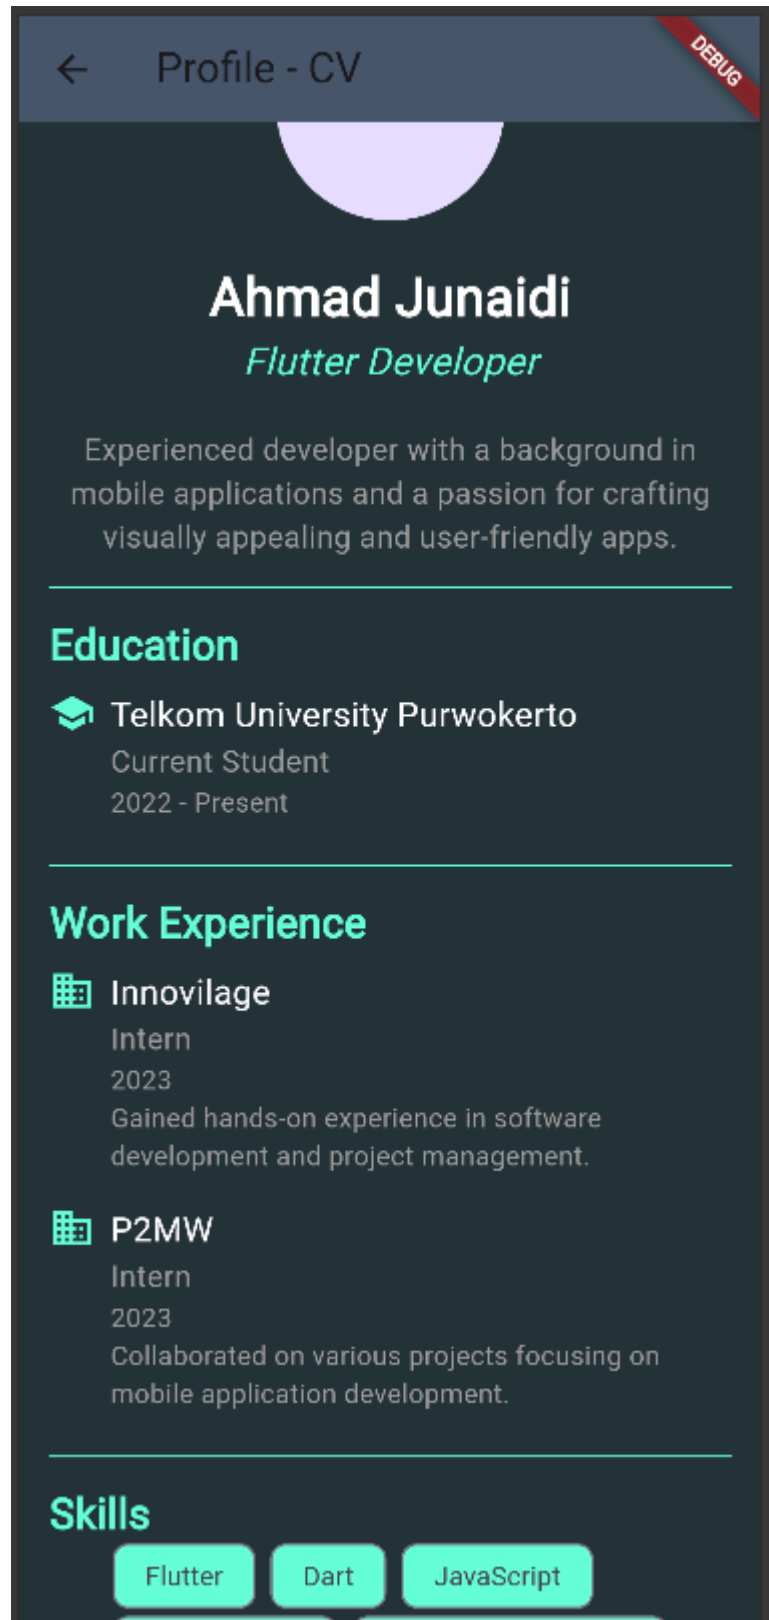 Profile - CV
DEBUG
Ahmad Junaidi
Flutter Developer
Experienced developer with a background in
mobile applications and a passion for crafting
visually appealing and user-friendly apps.
Education
Telkom University Purwokerto
Current Student
2022 - Present
Work Experience
Innovilage
Intern
2023
Gained hands-on experience in software
development and project management.
P2MW
Intern
2023
Collaborated on various projects focusing on
mobile application development.
Skills
Flutter Dart JavaScript